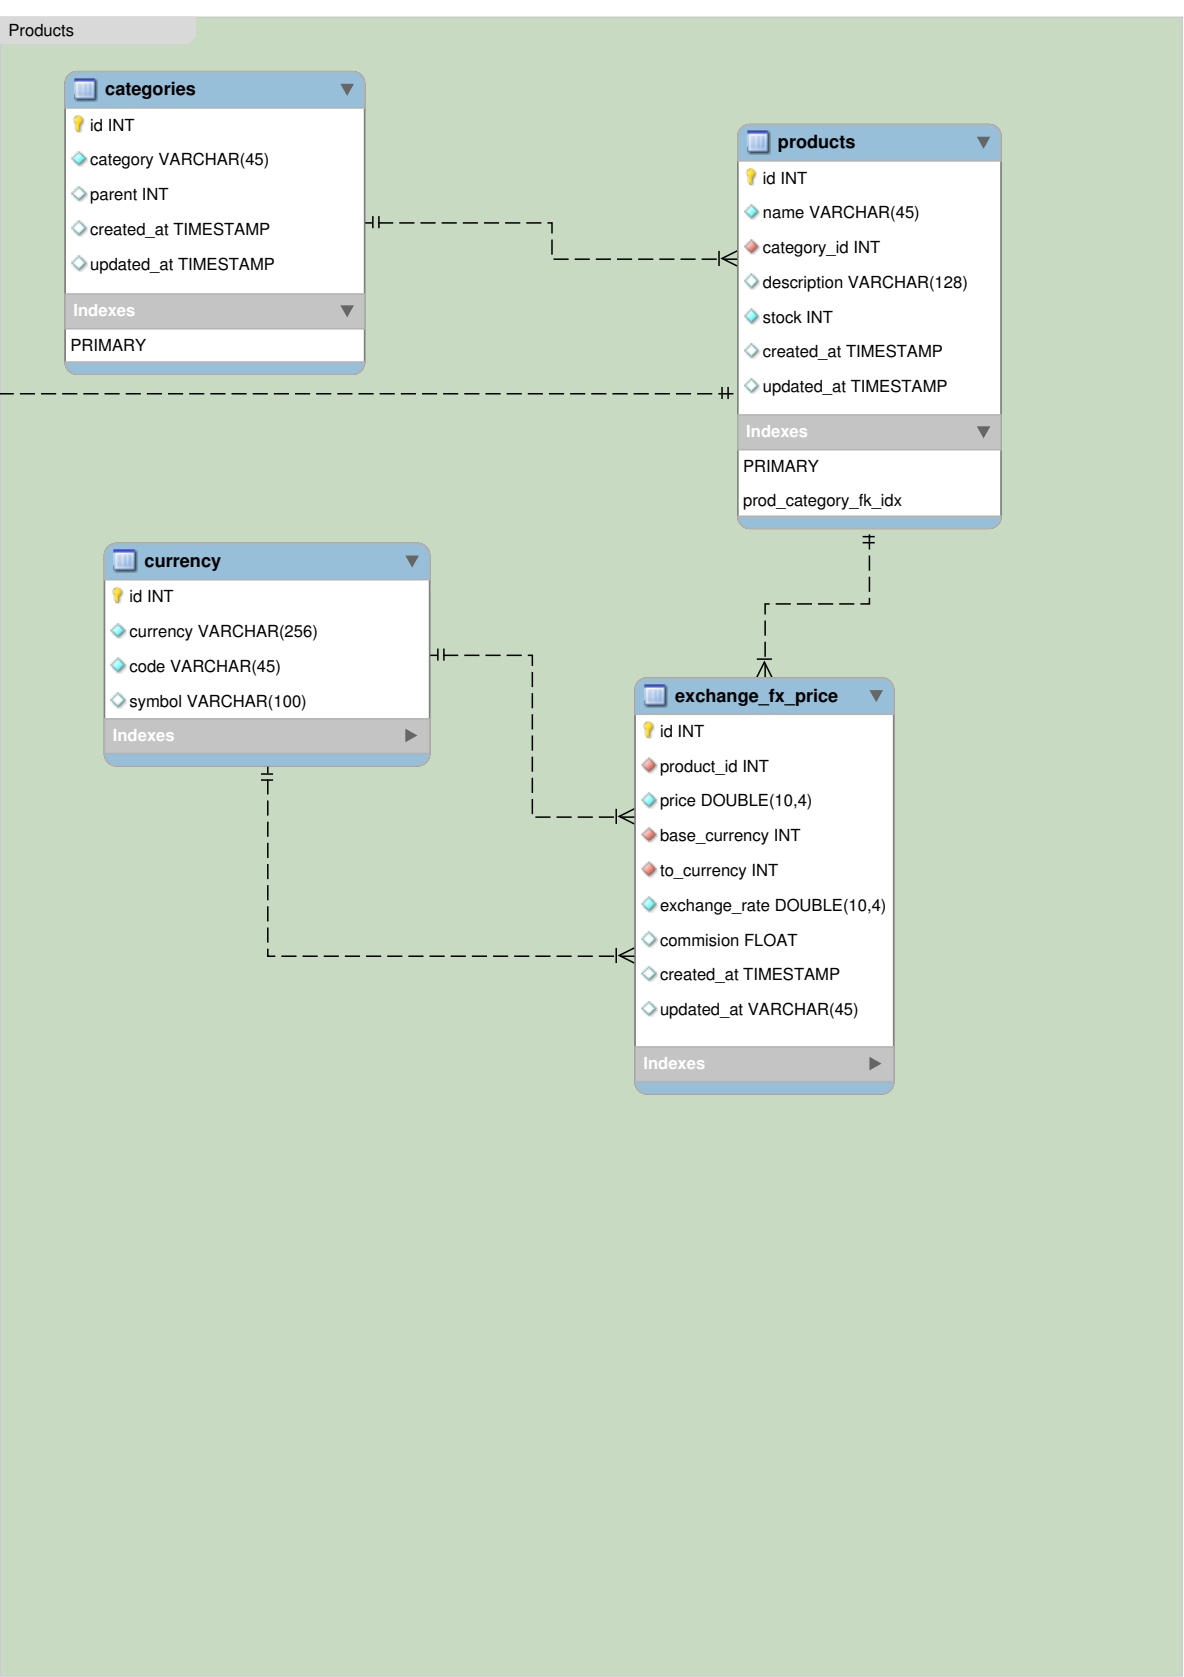 Products
categories
id INT
category VARCHAR(45)
parent INT
created_at TIMESTAMP
updated_at TIMESTAMP
Indexes
PRIMARY
products
id INT
name VARCHAR(45)
category_id INT
description VARCHAR(128)
stock INT
created_at TIMESTAMP
updated_at TIMESTAMP
Indexes
PRIMARY
prod_category_fk_idx
currency
id INT
currency VARCHAR(256)
code VARCHAR(45)
symbol VARCHAR(100)
Indexes
exchange_fx_price
id INT
product_id INT
price DOUBLE(10,4)
base_currency INT
to_currency INT
exchange_rate DOUBLE(10,4)
commision FLOAT
created_at TIMESTAMP
updated_at VARCHAR(45)
Indexes